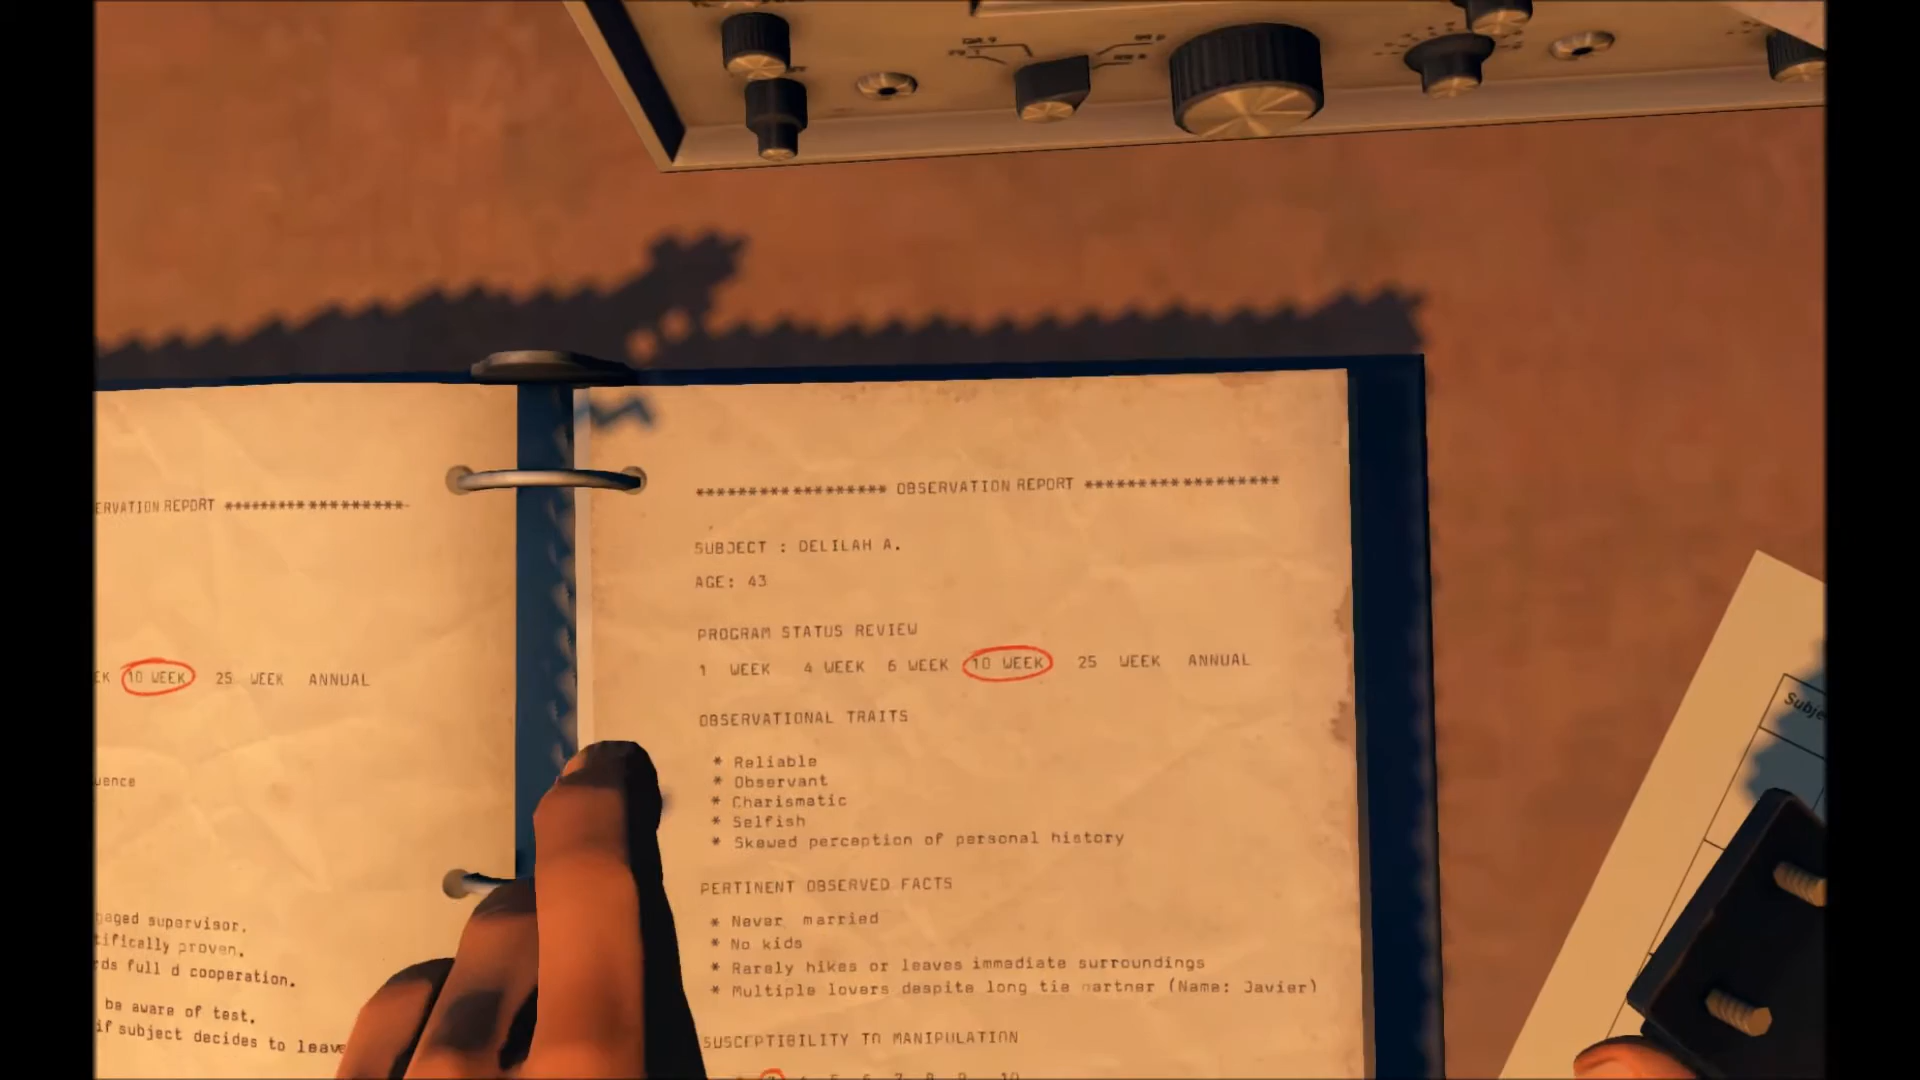 ERVATION REPORT *****************
EK 10 WEEK 25 WEEK ANNUAL
uence
gaged supervisor.
tifically proven.
rds full d cooperation.
be aware of test.
if subject decides to leave
****************** OBSERVATION REPORT ******************
SUBJECT : DELILAH A.
AGE: 43
PROGRAM STATUS REVIEW
1 WEEK 4 WEEK 6 WEEK 10 WEEK 25 WEEK ANNUAL
OBSERVATIONAL TRAITS
* Reliable
* Observant
* Charismatic
* Selfish
* Skewed perception of personal history
PERTINENT OBSERVED FACTS
* Never married
* No kids
* Rarely hikes or leaves immediate surroundings
* Multiple lovers despite long tie partner (Name: Javier)
SUSCEPTIBILITY TO MANIPULATION
Subje